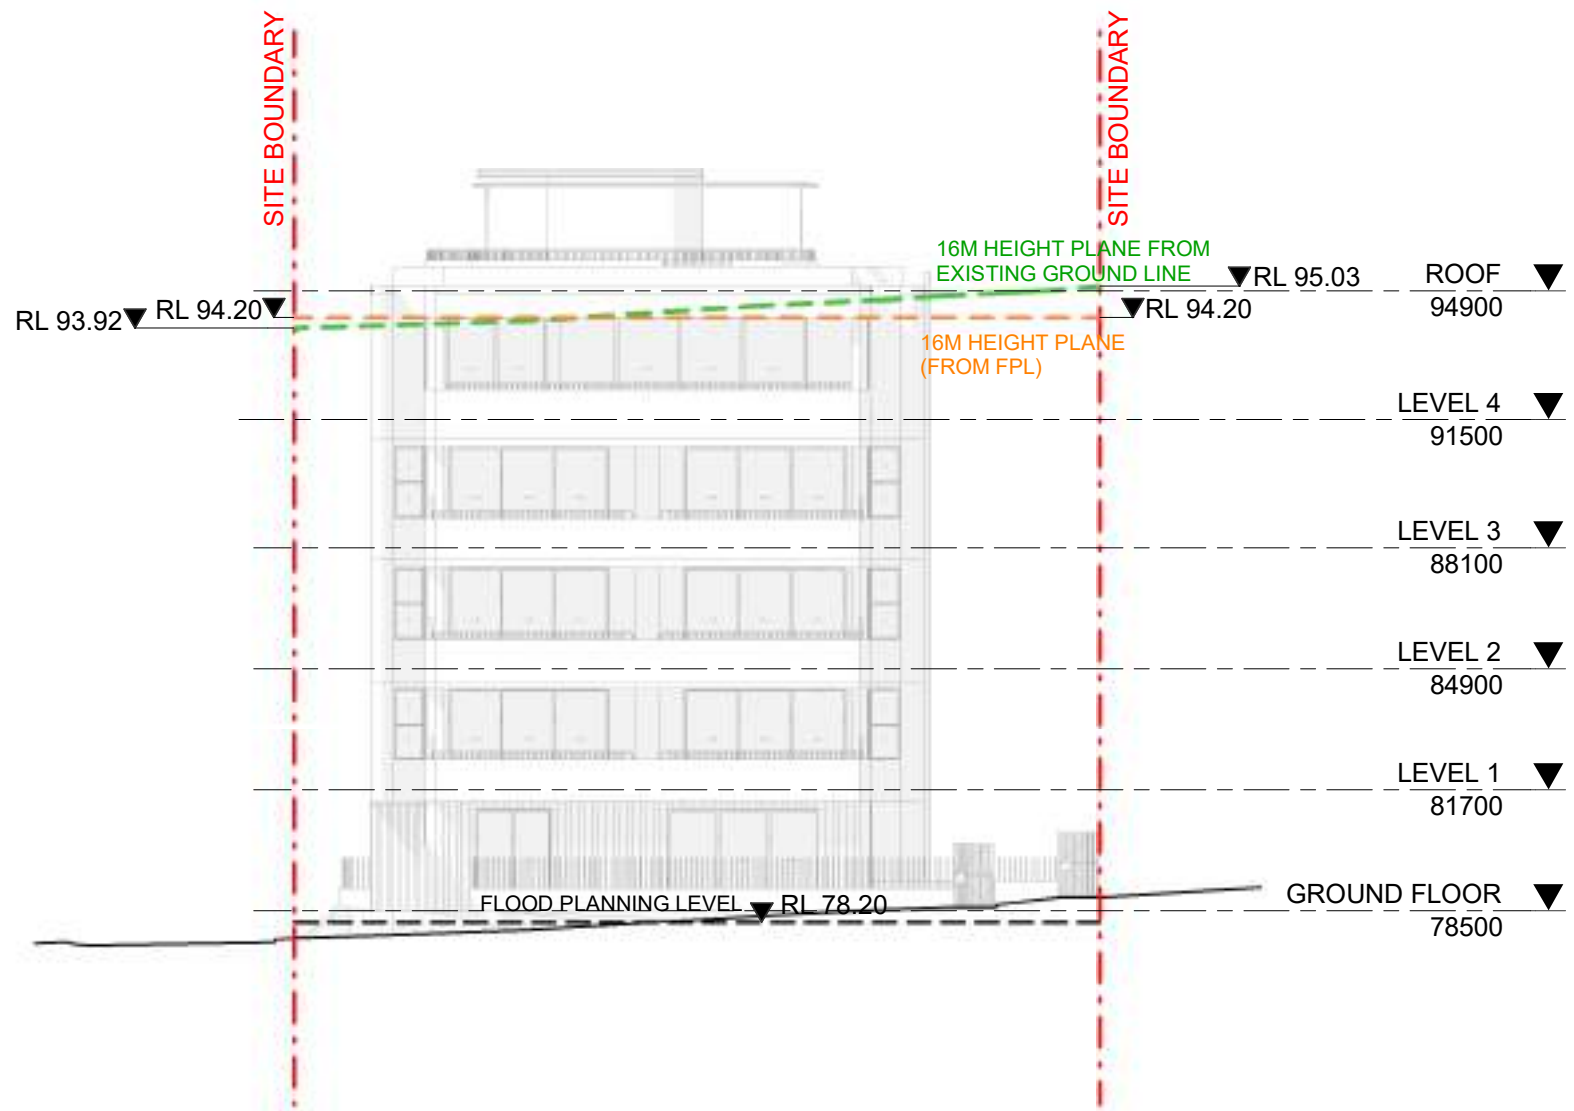 SITE BOUNDARY
SITE BOUNDARY
16M HEIGHT PLANE FROM
EXISTING GROUND LINE
RL 95.03
ROOF
94900
RL 93.92
RL 94.20
RL 94.20
16M HEIGHT PLANE
(FROM FPL)
LEVEL 4
91500
LEVEL 3
88100
LEVEL 2
84900
LEVEL 1
81700
FLOOD PLANNING LEVEL
RL 78.20
GROUND FLOOR
78500